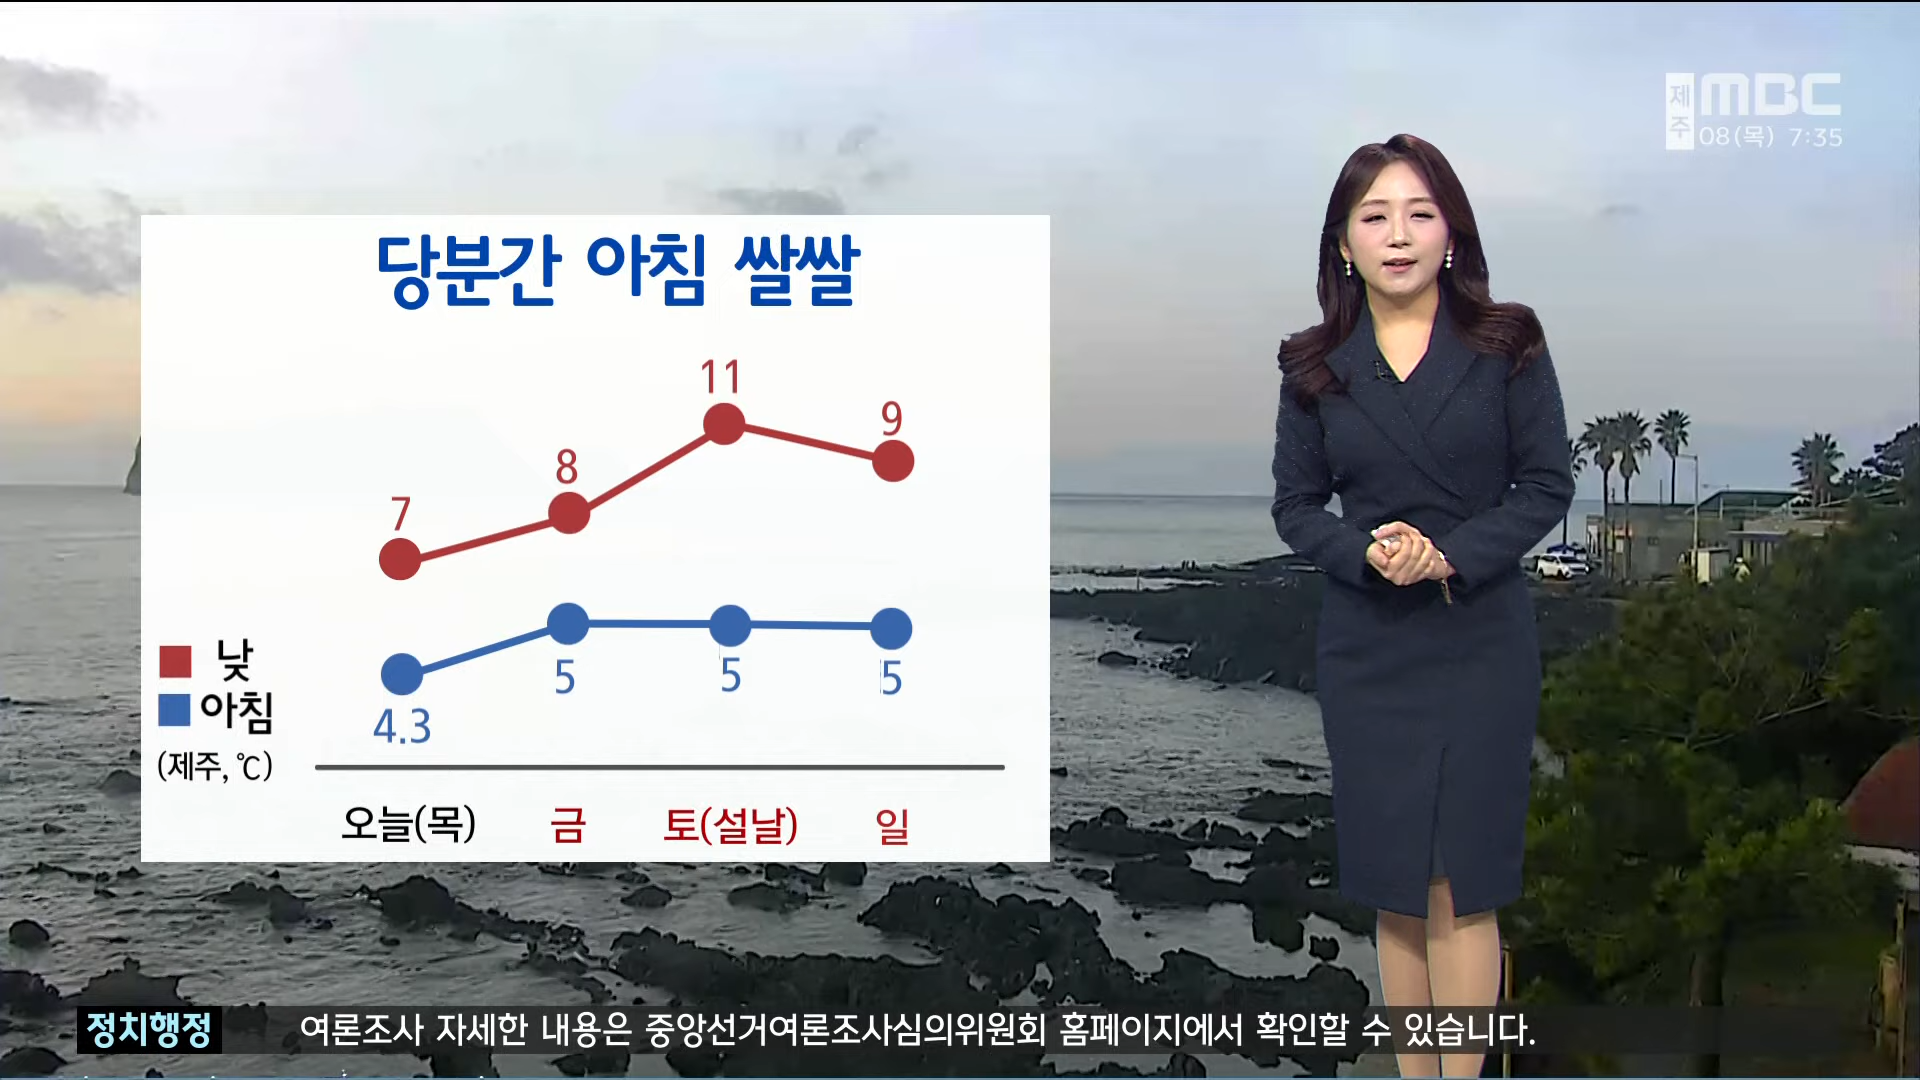 제주 MBC
08(목) 7:35
당분간 아침 쌀쌀
11
9
8
7
5 5 5
4.3
낮
아침
(제주, ℃)
오늘(목) 금 토(설날) 일
정치행정 여론조사 자세한 내용은 중앙선거여론조사심의위원회 홈페이지에서 확인할 수 있습니다.